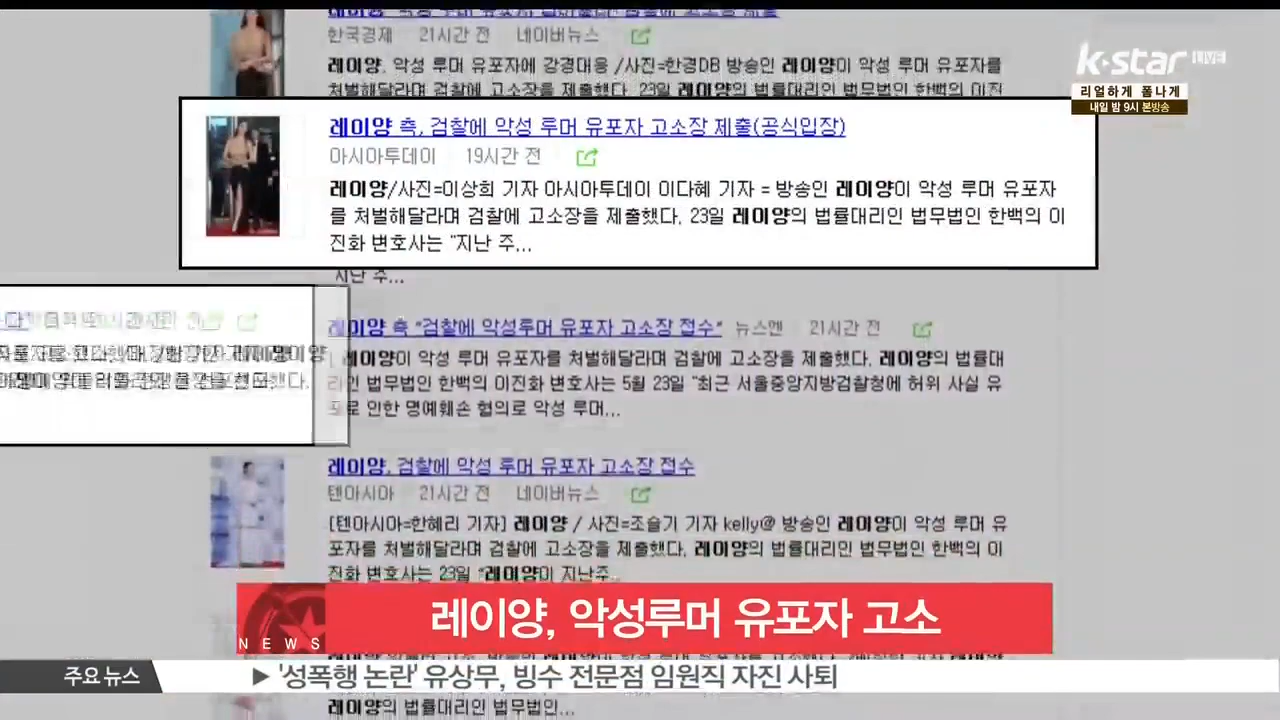 한국경제 21시간 전 네이버뉴스
레이양, 악성 루머 유포자에 강경대응 /사진=한경DB 방송인 레이양이 악성 루머 유포자를
처벌해달라며 검찰에 고소장을 제출했다. 23일 레이양의 법률대리인 법무법인 한백의 이진
k·star LIVE
리얼하게 폼나게
내일 밤 9시 본방송
레이양 측, 검찰에 악성 루머 유포자 고소장 제출(공식입장)
아시아투데이 19시간 전
레이양/사진=이상희 기자 아시아투데이 이다혜 기자 = 방송인 레이양이 악성 루머 유포자
를 처벌해달라며 검찰에 고소장을 제출했다. 23일 레이양의 법률대리인 법무법인 한백의 이
진화 변호사는 "지난 주...
지난 주...
레이양 측 "검찰에 악성루머 유포자 고소장 접수" 뉴스엔 21시간 전
레이양이 악성 루머 유포자를 처벌해달라며 검찰에 고소장을 제출했다. 레이양의 법률대
리인 법무법인 한백의 이진화 변호사는 5월 23일 "최근 서울중앙지방검찰청에 허위 사실 유
포로 인한 명예훼손 혐의로 악성 루머...
레이양, 검찰에 악성 루머 유포자 고소장 접수
텐아시아 21시간 전 네이버뉴스
[텐아시아=한혜리 기자] 레이양 / 사진=조슬기 기자 kelly@ 방송인 레이양이 악성 루머 유
포자를 처벌해달라며 검찰에 고소장을 제출했다. 레이양의 법률대리인 법무법인 한백의 이
진화 변호사는 23일 "레이양이 지난주..
레이양, 악성루머 유포자 고소
NEWS
주요뉴스 ▶ '성폭행 논란' 유상무, 빙수 전문점 임원직 자진 사퇴
레이양의 법률대리인 법무법인...